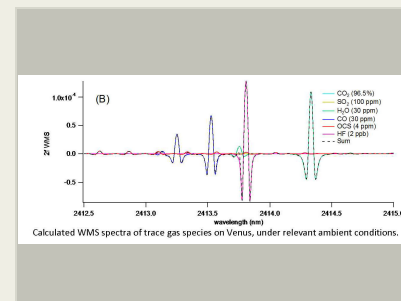 (B)
1.0x10⁻⁴
0.5
0.0
-0.5
2f WMS
CO₂ (96.5%)
SO₂ (100 ppm)
H₂O (30 ppm)
CO (30 ppm)
OCS (4 ppm)
HF (2 ppb)
Sum
2412.5 2413.0 2413.5 2414.0 2414.5 2415.0
wavelength (nm)
Calculated WMS spectra of trace gas species on Venus, under relevant ambient conditions.